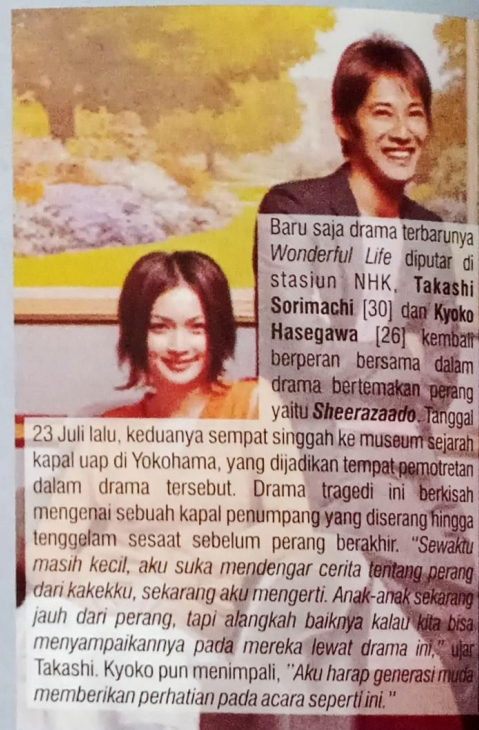 Baru saja drama terbarunya
Wonderful Life diputar di
stasiun NHK, Takashi
Sorimachi [30] dan Kyoko
Hasegawa [26] kembali
berperan bersama dalam
drama bertemakan perang
yaitu Sheerazaado. Tanggal
23 Juli lalu, keduanya sempat singgah ke museum sejarah
kapal uap di Yokohama, yang dijadikan tempat pemotretan
dalam drama tersebut. Drama tragedi ini berkisah
mengenai sebuah kapal penumpang yang diserang hingga
tenggelam sesaat sebelum perang berakhir. "Sewaktu
masih kecil, aku suka mendengar cerita tentang perang
dari kakekku, sekarang aku mengerti. Anak-anak sekarang
jauh dari perang, tapi alangkah baiknya kalau kita bisa
menyampaikannya pada mereka lewat drama ini," ujar
Takashi. Kyoko pun menimpali, "Aku harap generasi muda
memberikan perhatian pada acara seperti ini."